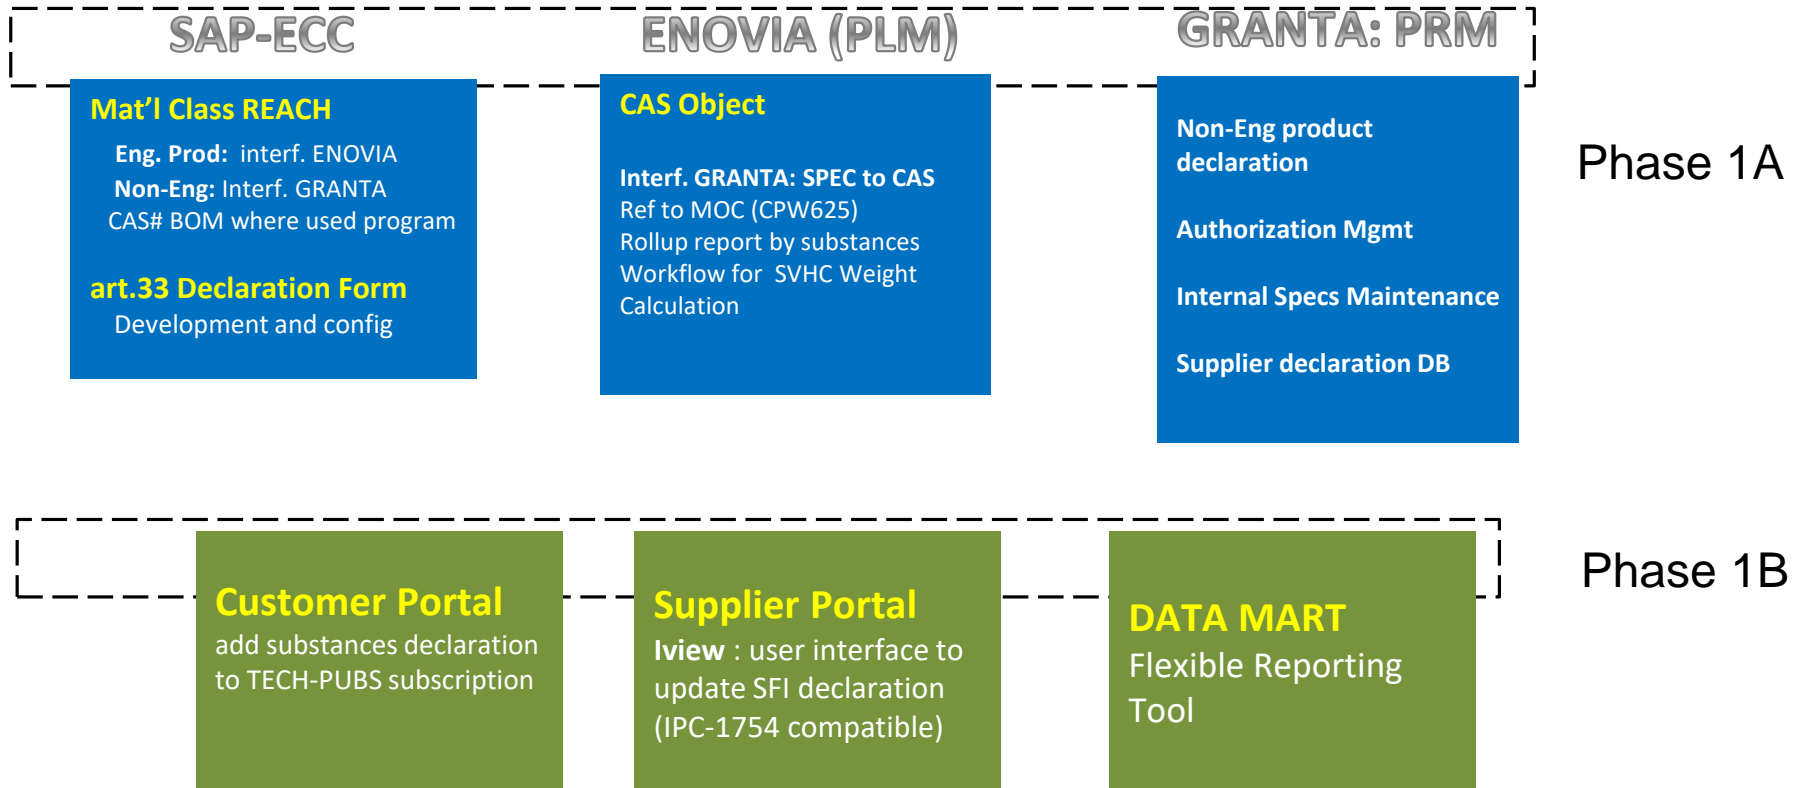 SAP-ECC
Mat'l Class REACH
Eng. Prod: interf. ENOVIA
Non-Eng: Interf. GRANTA
CAS# BOM where used program
art.33 Declaration Form
Development and config
ENOVIA (PLM)
CAS Object
Interf. GRANTA: SPEC to CAS
Ref to MOC (CPW625)
Rollup report by substances
Workflow for SVHC Weight
Calculation
GRANTA: PRM
Non-Eng product
declaration
Authorization Mgmt
Internal Specs Maintenance
Supplier declaration DB
Phase 1A
Customer Portal
add substances declaration
to TECH-PUBS subscription
Supplier Portal
Iview : user interface to
update SFI declaration
(IPC-1754 compatible)
DATA MART
Flexible Reporting
Tool
Phase 1B